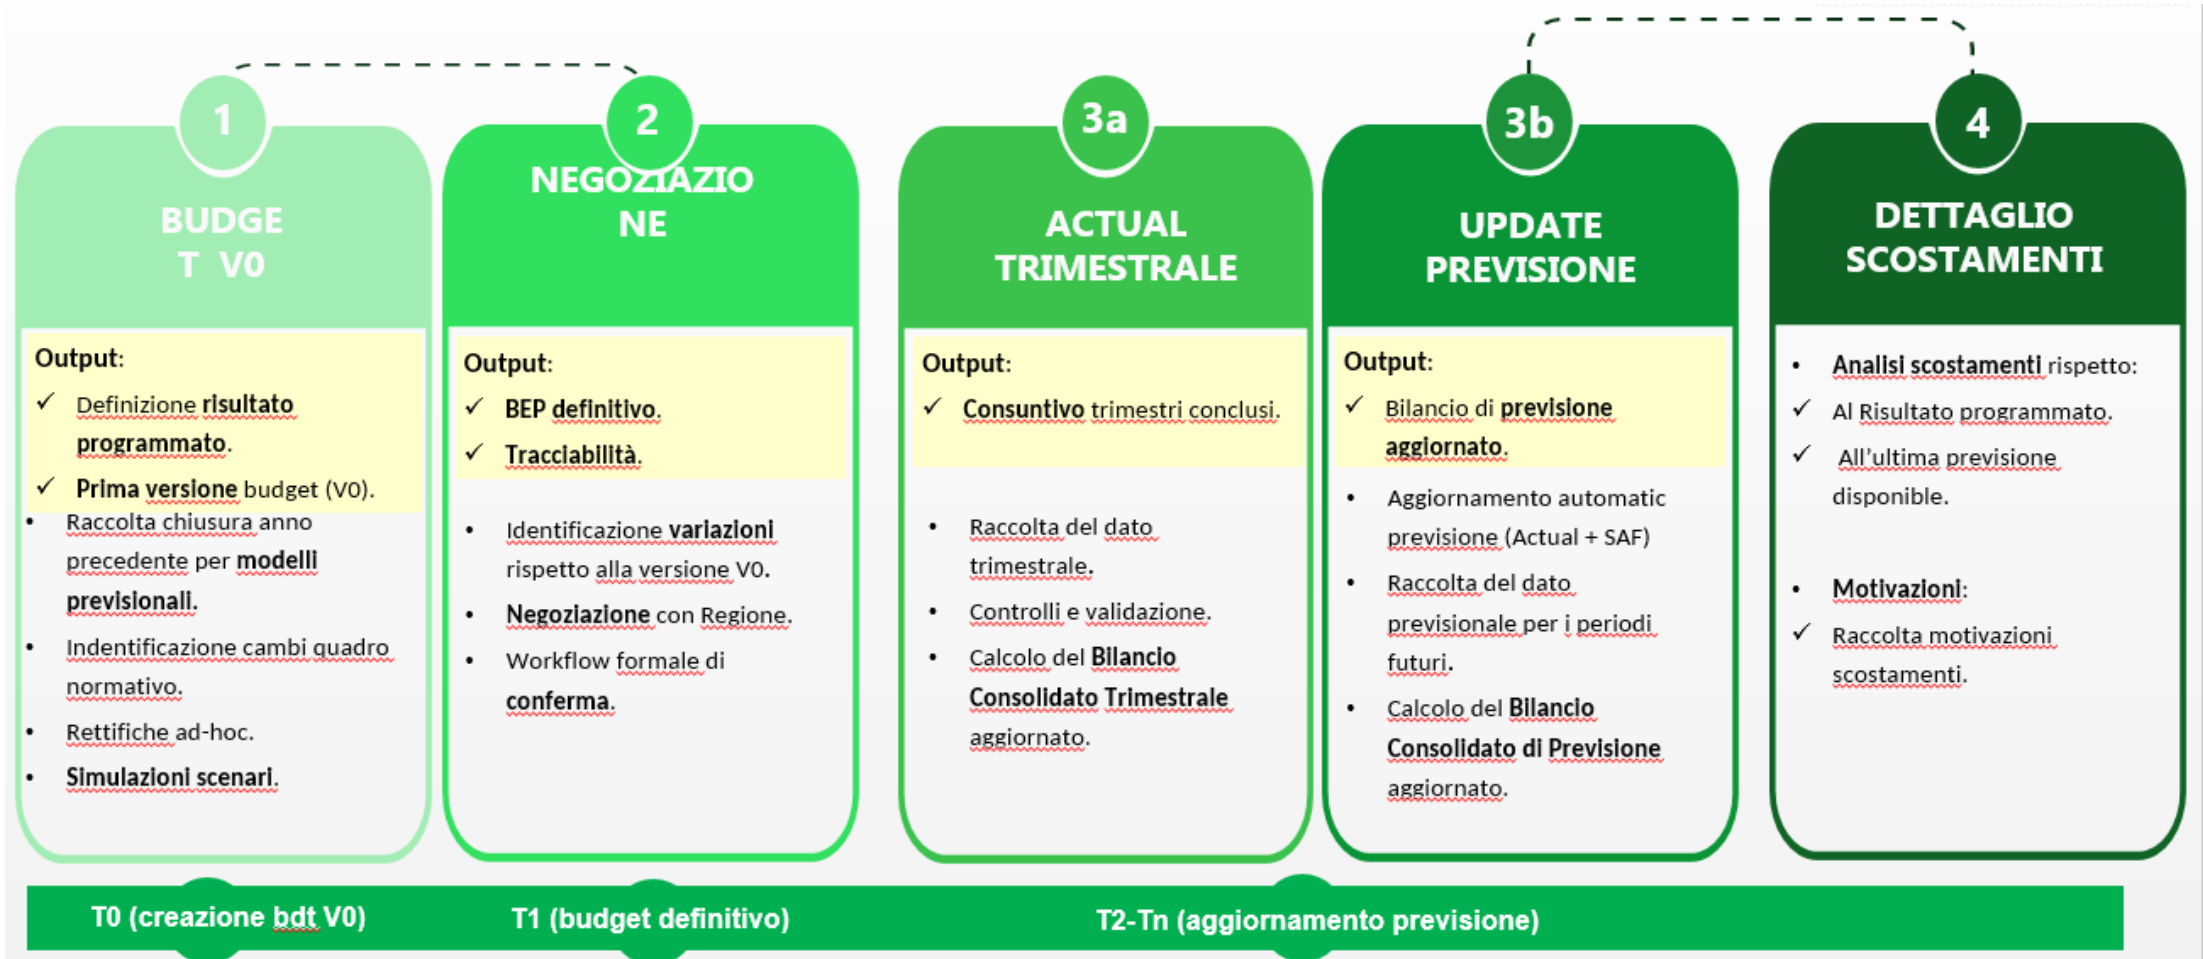 1
BUDGE
T V0
Output:
✓ Definizione risultato
programmato.
✓ Prima versione budget (V0).
• Raccolta chiusura anno
precedente per modelli
previsionali.
• Indentificazione cambi quadro
normativo.
• Rettifiche ad-hoc.
• Simulazioni scenari.
2
NEGOZIAZIO
NE
Output:
✓ BEP definitivo.
✓ Tracciabilità.
• Identificazione variazioni
rispetto alla versione V0.
• Negoziazione con Regione.
• Workflow formale di
conferma.
3a
ACTUAL
TRIMESTRALE
Output:
✓ Consuntivo trimestri conclusi.
• Raccolta del dato
trimestrale.
• Controlli e validazione.
• Calcolo del Bilancio
Consolidato Trimestrale
aggiornato.
3b
UPDATE
PREVISIONE
Output:
✓ Bilancio di previsione
aggiornato.
• Aggiornamento automatic
previsione (Actual + SAF)
• Raccolta del dato
previsionale per i periodi
futuri.
• Calcolo del Bilancio
Consolidato di Previsione
aggiornato.
4
DETTAGLIO
SCOSTAMENTI
• Analisi scostamenti rispetto:
✓ Al Risultato programmato.
✓ All’ultima previsione
disponibile.
• Motivazioni:
✓ Raccolta motivazioni
scostamenti.
T0 (creazione bdt V0)
T1 (budget definitivo)
T2-Tn (aggiornamento previsione)